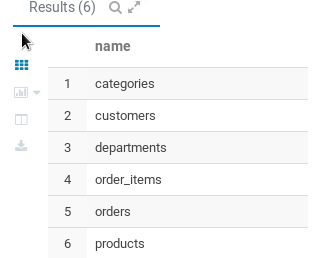 Results (6)
name
1 categories
2 customers
3 departments
4 order_items
5 orders
6 products